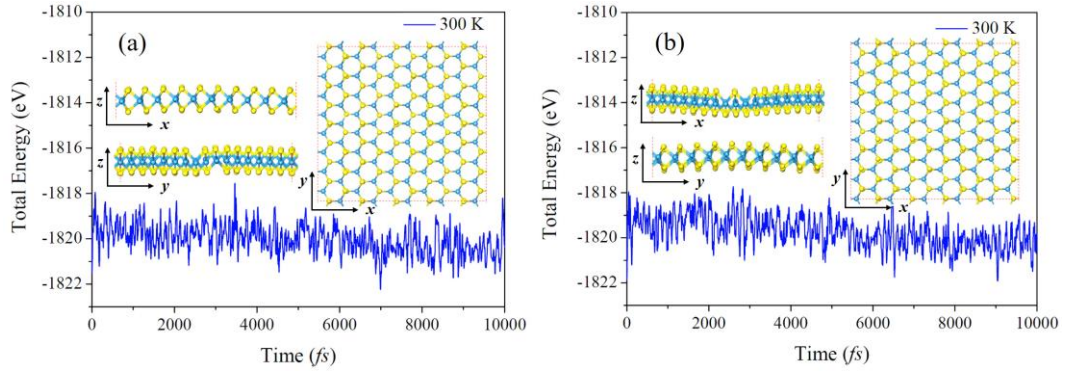 -1810
-1812
-1814
-1816
-1818
-1820
-1822
Total Energy (eV)
(a)
300 K
z
x
z
y
y
x
0
2000
4000
6000
8000
10000
Time (fs)
-1810
-1812
-1814
-1816
-1818
-1820
-1822
Total Energy (eV)
(b)
300 K
z
x
z
y
y
x
0
2000
4000
6000
8000
10000
Time (fs)